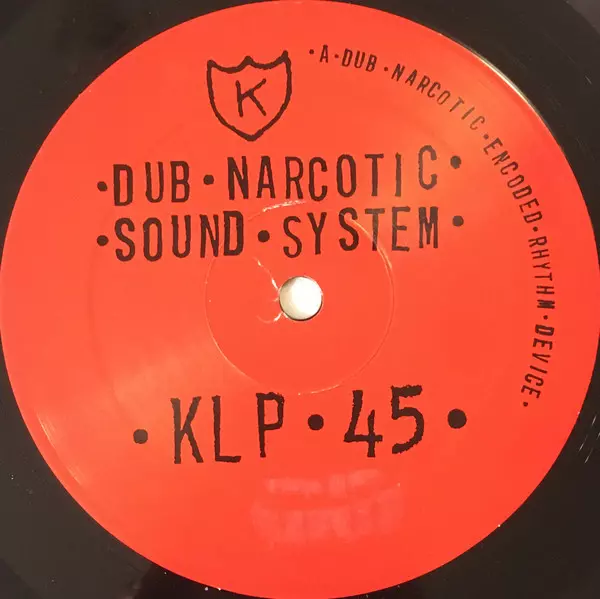 K
·A·DUB·NARCOTIC·ENCODED·RHYTHM·DEVICE·
·DUB·NARCOTIC·
·SOUND·SYSTEM·
·KLP·45·